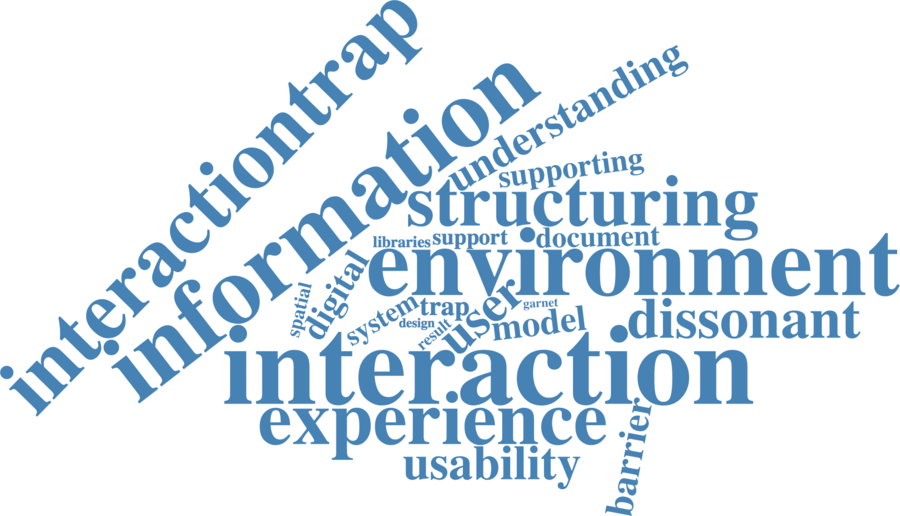 interactiontrap
information
understanding
supporting
structuring
libraries
support
document
environment
digital
spatial
system
trap
garnet
design
user
result
model
dissonant
interaction
experience
barrier
usability